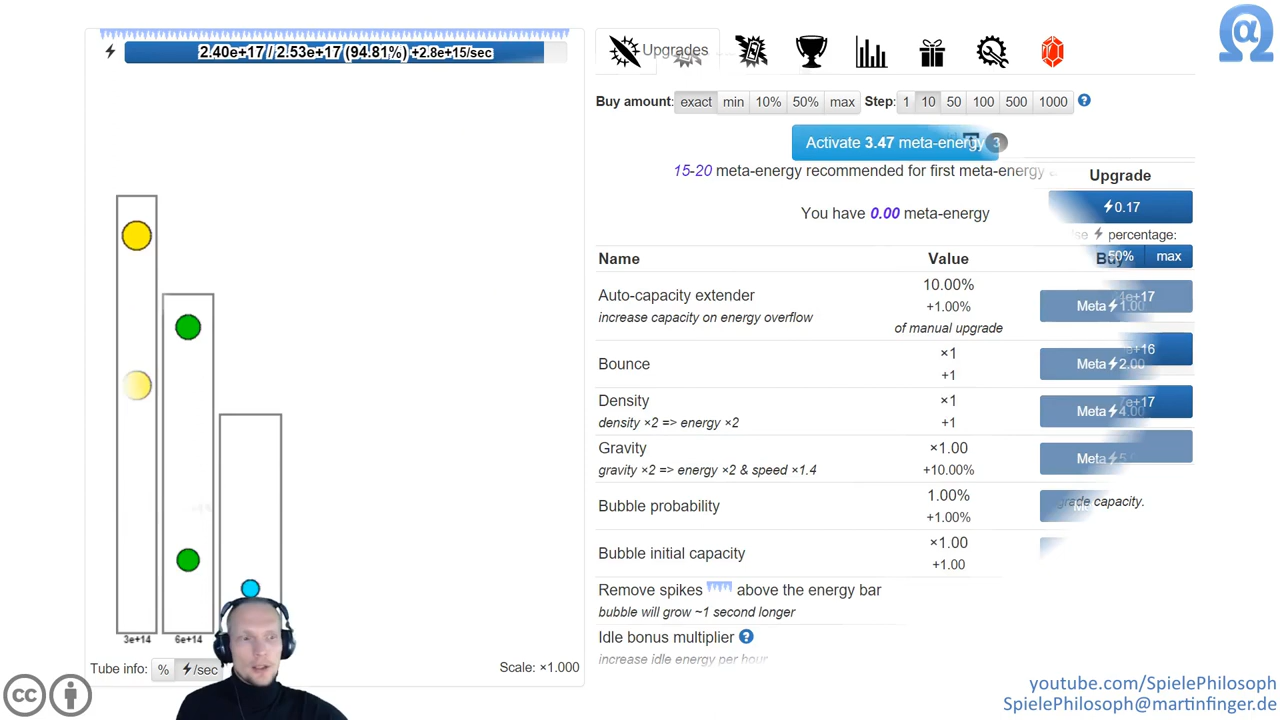 2.40e+17 / 2.53e+17 (94.81%) +2.8e+15/sec
Upgrades
Buy amount: exact min 10% 50% max Step: 1 10 50 100 500 1000
Activate 3.47 meta-energy 3
15-20 meta-energy recommended for first meta-energy
Upgrade
0.17
You have 0.00 meta-energy
percentage:
50% max
Name Value
Auto-capacity extender
increase capacity on energy overflow
10.00%
+1.00%
of manual upgrade
Meta 1.00
e+17
Bounce
×1
+1
Meta 2.00
e+16
Density
density ×2 => energy ×2
×1
+1
Meta 4.00
e+17
Gravity
gravity ×2 => energy ×2 & speed ×1.4
×1.00
+10.00%
Meta
Bubble probability
1.00%
+1.00%
grade capacity.
Bubble initial capacity
×1.00
+1.00
Remove spikes above the energy bar
bubble will grow ~1 second longer
Idle bonus multiplier
increase idle energy per hour
3e+14 6e+14
Tube info: % /sec
Scale: ×1.000
cc
youtube.com/SpielePhilosoph
SpielePhilosoph@martinfinger.de